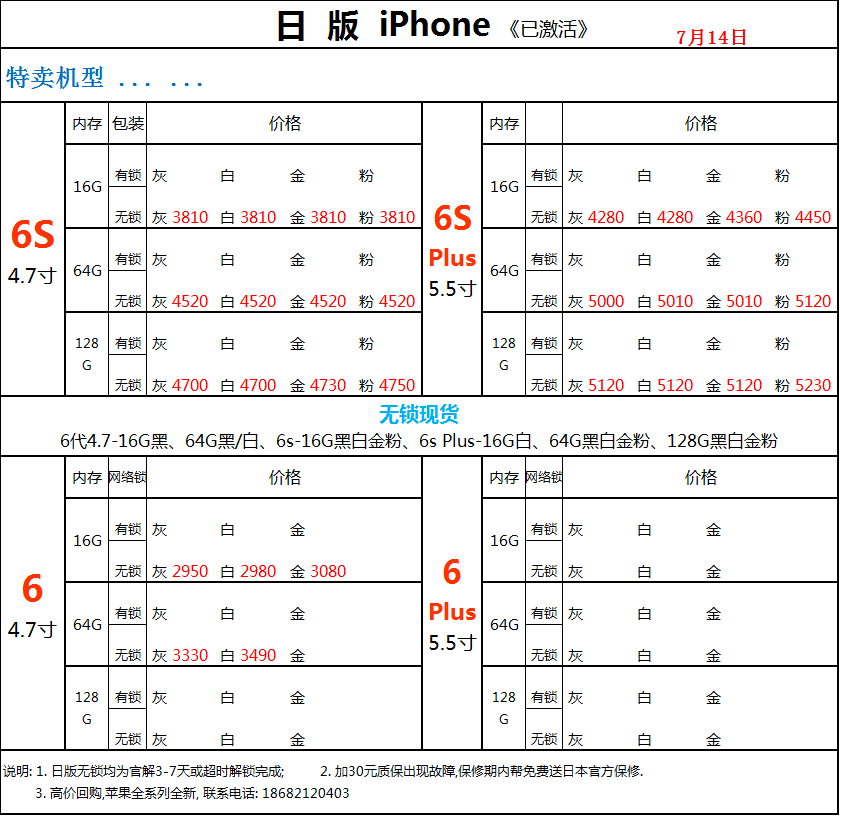 日 版 iPhone 《已激活》 7月14日
特卖机型 ... ...
内存 包装 价格 内存 价格
6S
4.7寸
16G
有锁 灰 白 金 粉
无锁 灰 3810 白 3810 金 3810 粉 3810
64G
有锁 灰 白 金 粉
无锁 灰 4520 白 4520 金 4520 粉 4520
128
G
有锁 灰 白 金 粉
无锁 灰 4700 白 4700 金 4730 粉 4750
6S
Plus
5.5寸
16G
有锁 灰 白 金 粉
无锁 灰 4280 白 4280 金 4360 粉 4450
64G
有锁 灰 白 金 粉
无锁 灰 5000 白 5010 金 5010 粉 5120
128
G
有锁 灰 白 金 粉
无锁 灰 5120 白 5120 金 5120 粉 5230
无锁现货
6代4.7-16G黑、64G黑/白、6s-16G黑白金粉、6s Plus-16G白、64G黑白金粉、128G黑白金粉
内存 网络锁 价格 内存 网络锁 价格
6
4.7寸
16G
有锁 灰 白 金
无锁 灰 2950 白 2980 金 3080
64G
有锁 灰 白 金
无锁 灰 3330 白 3490 金
128
G
有锁 灰 白 金
无锁 灰 白 金
6
Plus
5.5寸
16G
有锁 灰 白 金
无锁 灰 白 金
64G
有锁 灰 白 金
无锁 灰 白 金
128
G
有锁 灰 白 金
无锁 灰 白 金
说明: 1. 日版无锁均为官解3-7天或超时解锁完成; 2. 加30元质保出现故障,保修期内帮免费送日本官方保修.
3. 高价回购,苹果全系列全新, 联系电话: 18682120403